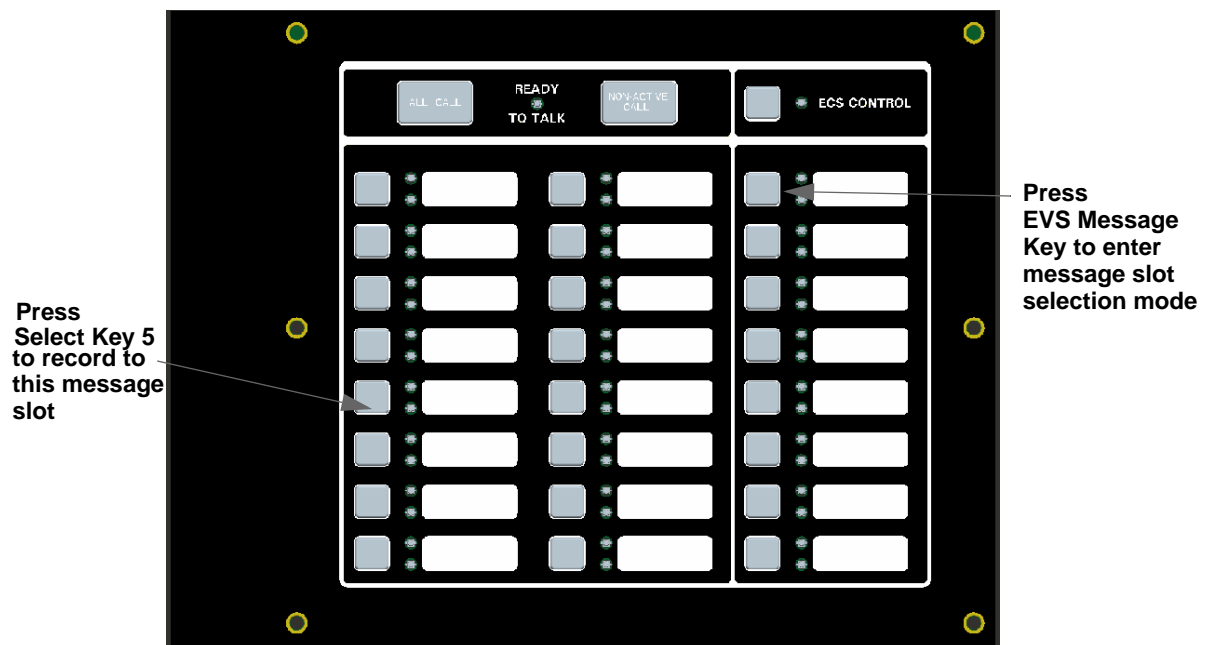 ALL CALL
READY
TO TALK
NON-ACTIVE
CALL
ECS CONTROL
Press
EVS Message
Key to enter
message slot
selection mode
Press
Select Key 5
to record to
this message
slot